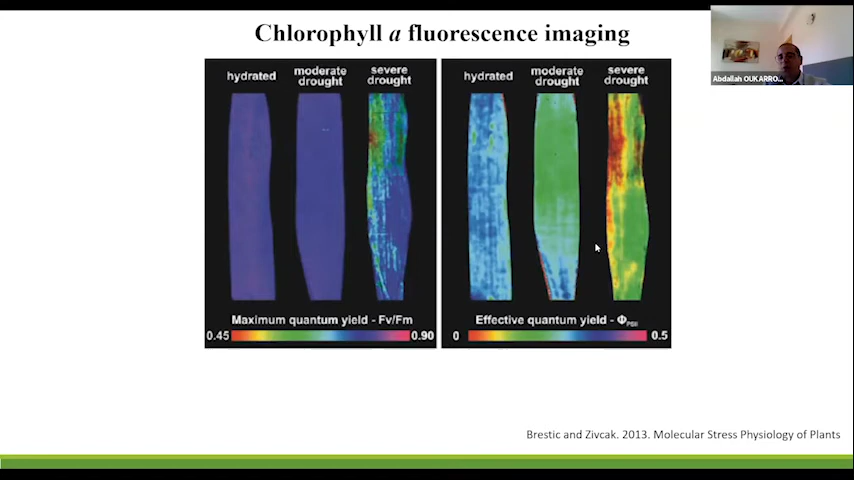 Chlorophyll a fluorescence imaging
Abdallah OUKARRO...
hydrated
moderate
drought
severe
drought
Maximum quantum yield - Fv/Fm
0.45
0.90
hydrated
moderate
drought
severe
drought
Effective quantum yield - ΦPSII
0
0.5
Brestic and Zivcak. 2013. Molecular Stress Physiology of Plants